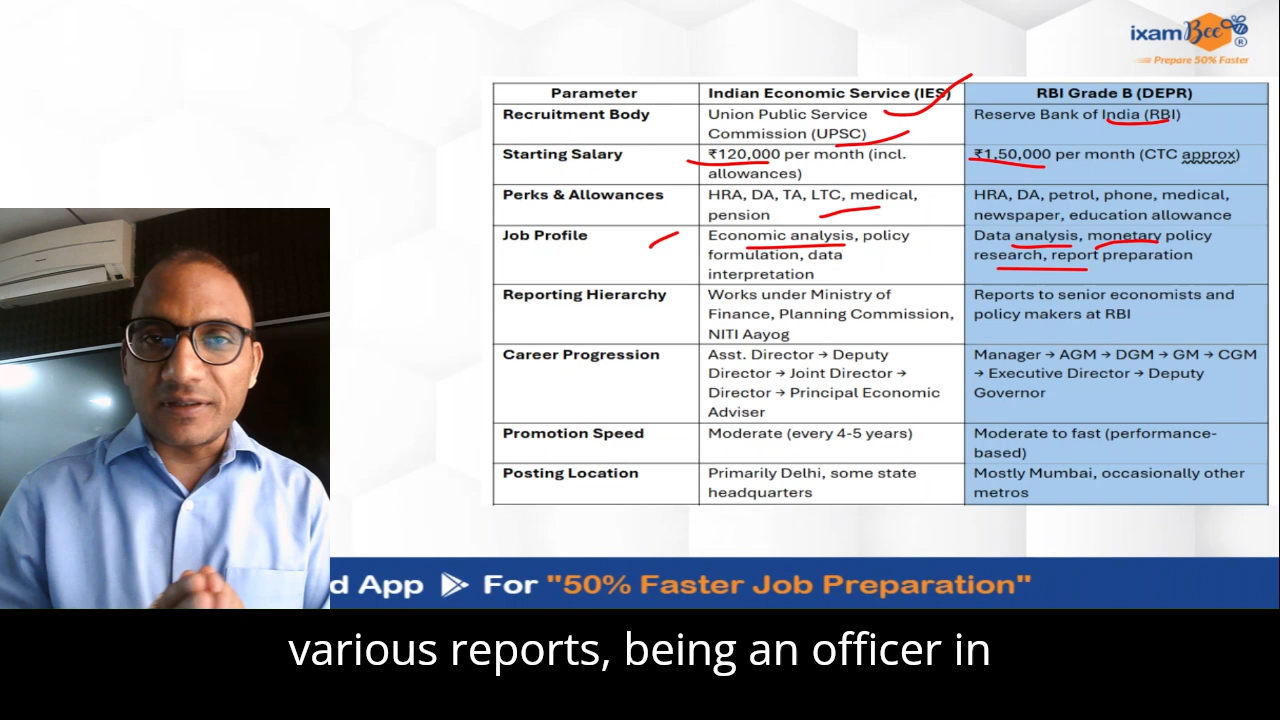 ixamBee ®
Prepare 50% Faster
Parameter
Indian Economic Service (IES)
RBI Grade B (DEPR)
Recruitment Body
Union Public Service
Commission (UPSC)
Reserve Bank of India (RBI)
Starting Salary
₹120,000 per month (incl.
allowances)
₹1,50,000 per month (CTC approx)
Perks & Allowances
HRA, DA, TA, LTC, medical,
pension
HRA, DA, petrol, phone, medical,
newspaper, education allowance
Job Profile
Economic analysis, policy
formulation, data
interpretation
Data analysis, monetary policy
research, report preparation
Reporting Hierarchy
Works under Ministry of
Finance, Planning Commission,
NITI Aayog
Reports to senior economists and
policy makers at RBI
Career Progression
Asst. Director → Deputy
Director → Joint Director →
Director → Principal Economic
Adviser
Manager → AGM → DGM → GM → CGM
→ Executive Director → Deputy
Governor
Promotion Speed
Moderate (every 4-5 years)
Moderate to fast (performance-
based)
Posting Location
Primarily Delhi, some state
headquarters
Mostly Mumbai, occasionally other
metros
d App For "50% Faster Job Preparation"
various reports, being an officer in